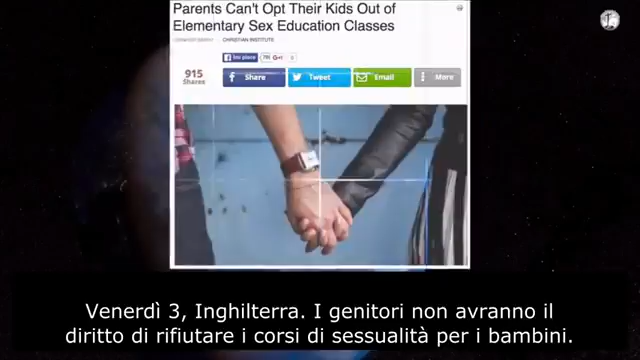 Parents Can't Opt Their Kids Out of
Elementary Sex Education Classes
CHRISTIAN INSTITUTE
915
Shares
Share
Tweet
Email
More
Venerdì 3, Inghilterra. I genitori non avranno il
diritto di rifiutare i corsi di sessualità per i bambini.